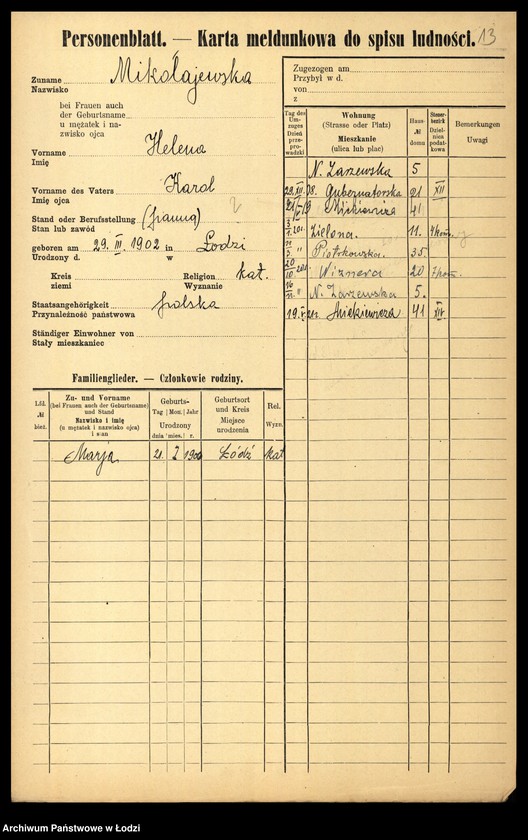 Personenblatt. — Karta meldunkowa do spisu ludności. 13
Zuname
Nazwisko
Mikołajewska
bei Frauen auch
der Geburtsname
u mężatek i na-
zwisko ojca
Vorname
Imię
Helena
Vorname des Vaters
Imię ojca
Karol
Stand oder Berufsstellung (panna)
Stan lub zawód
geboren am 29. III. 1902 in Łodzi
Urodzony d. w
Kreis
ziemi
Religion kat.
Wyznanie
Staatsangehörigkeit polska
Przynależność państwowa
Ständiger Einwohner von
Stały mieszkaniec
Zugezogen am
Przybył w d.
von
z
Tag des Umzuges
Dzień przeprowadzki
Wohnung
(Strasse oder Platz)
Mieszkanie
(ulica lub plac)
Haus-
№
domu
Steuer-
bezirk
Dzielnica
podatkowa
Bemerkungen
Uwagi
N. Zarzewska 5
Gubernatorska 21 XII
Mickiewicza 41
Zielona. 11.
Piotrkowska. 35.
20
N. Zarzewska 5.
Mickiewicza 41
Familienglieder. — Członkowie rodziny.
Lfd.
№
bież.
Zu- und Vorname
(bei Frauen auch der Geburtsname)
und Stand
Nazwisko i imię
(u mężatek i nazwisko ojca)
i stan
Geburts-
Tag Mon. Jahr
Urodzony
dnia mies. r.
Geburtsort
und Kreis
Miejsce
urodzenia
Rel.
Wyzn.
Marja 21. Łódź kat
Archiwum Państwowe w Łodzi